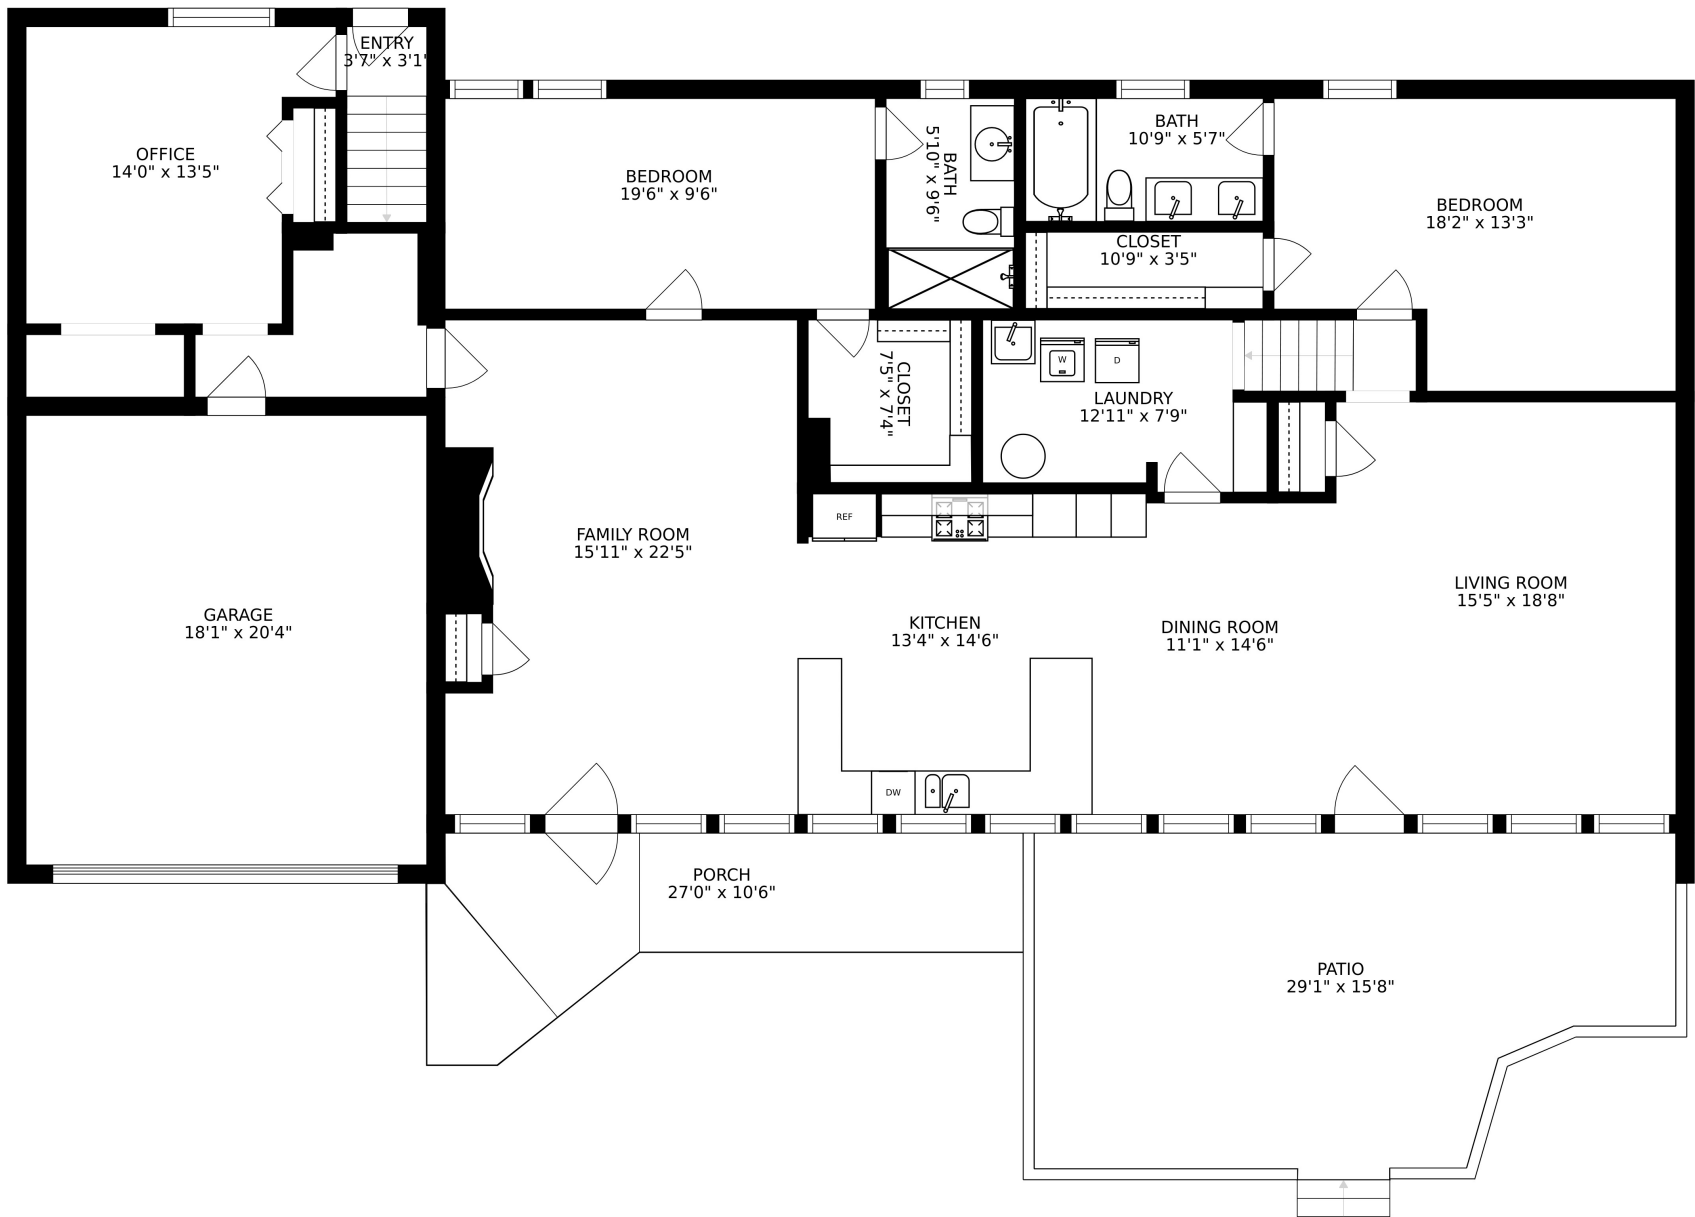 ENTRY
3'7" x 3'1"
OFFICE
14'0" x 13'5"
BEDROOM
19'6" x 9'6"
BATH
5'10" x 9'6"
BATH
10'9" x 5'7"
BEDROOM
18'2" x 13'3"
CLOSET
10'9" x 3'5"
CLOSET
7'5" x 7'4"
W
D
LAUNDRY
12'11" x 7'9"
REF
FAMILY ROOM
15'11" x 22'5"
GARAGE
18'1" x 20'4"
KITCHEN
13'4" x 14'6"
DINING ROOM
11'1" x 14'6"
LIVING ROOM
15'5" x 18'8"
DW
PORCH
27'0" x 10'6"
PATIO
29'1" x 15'8"